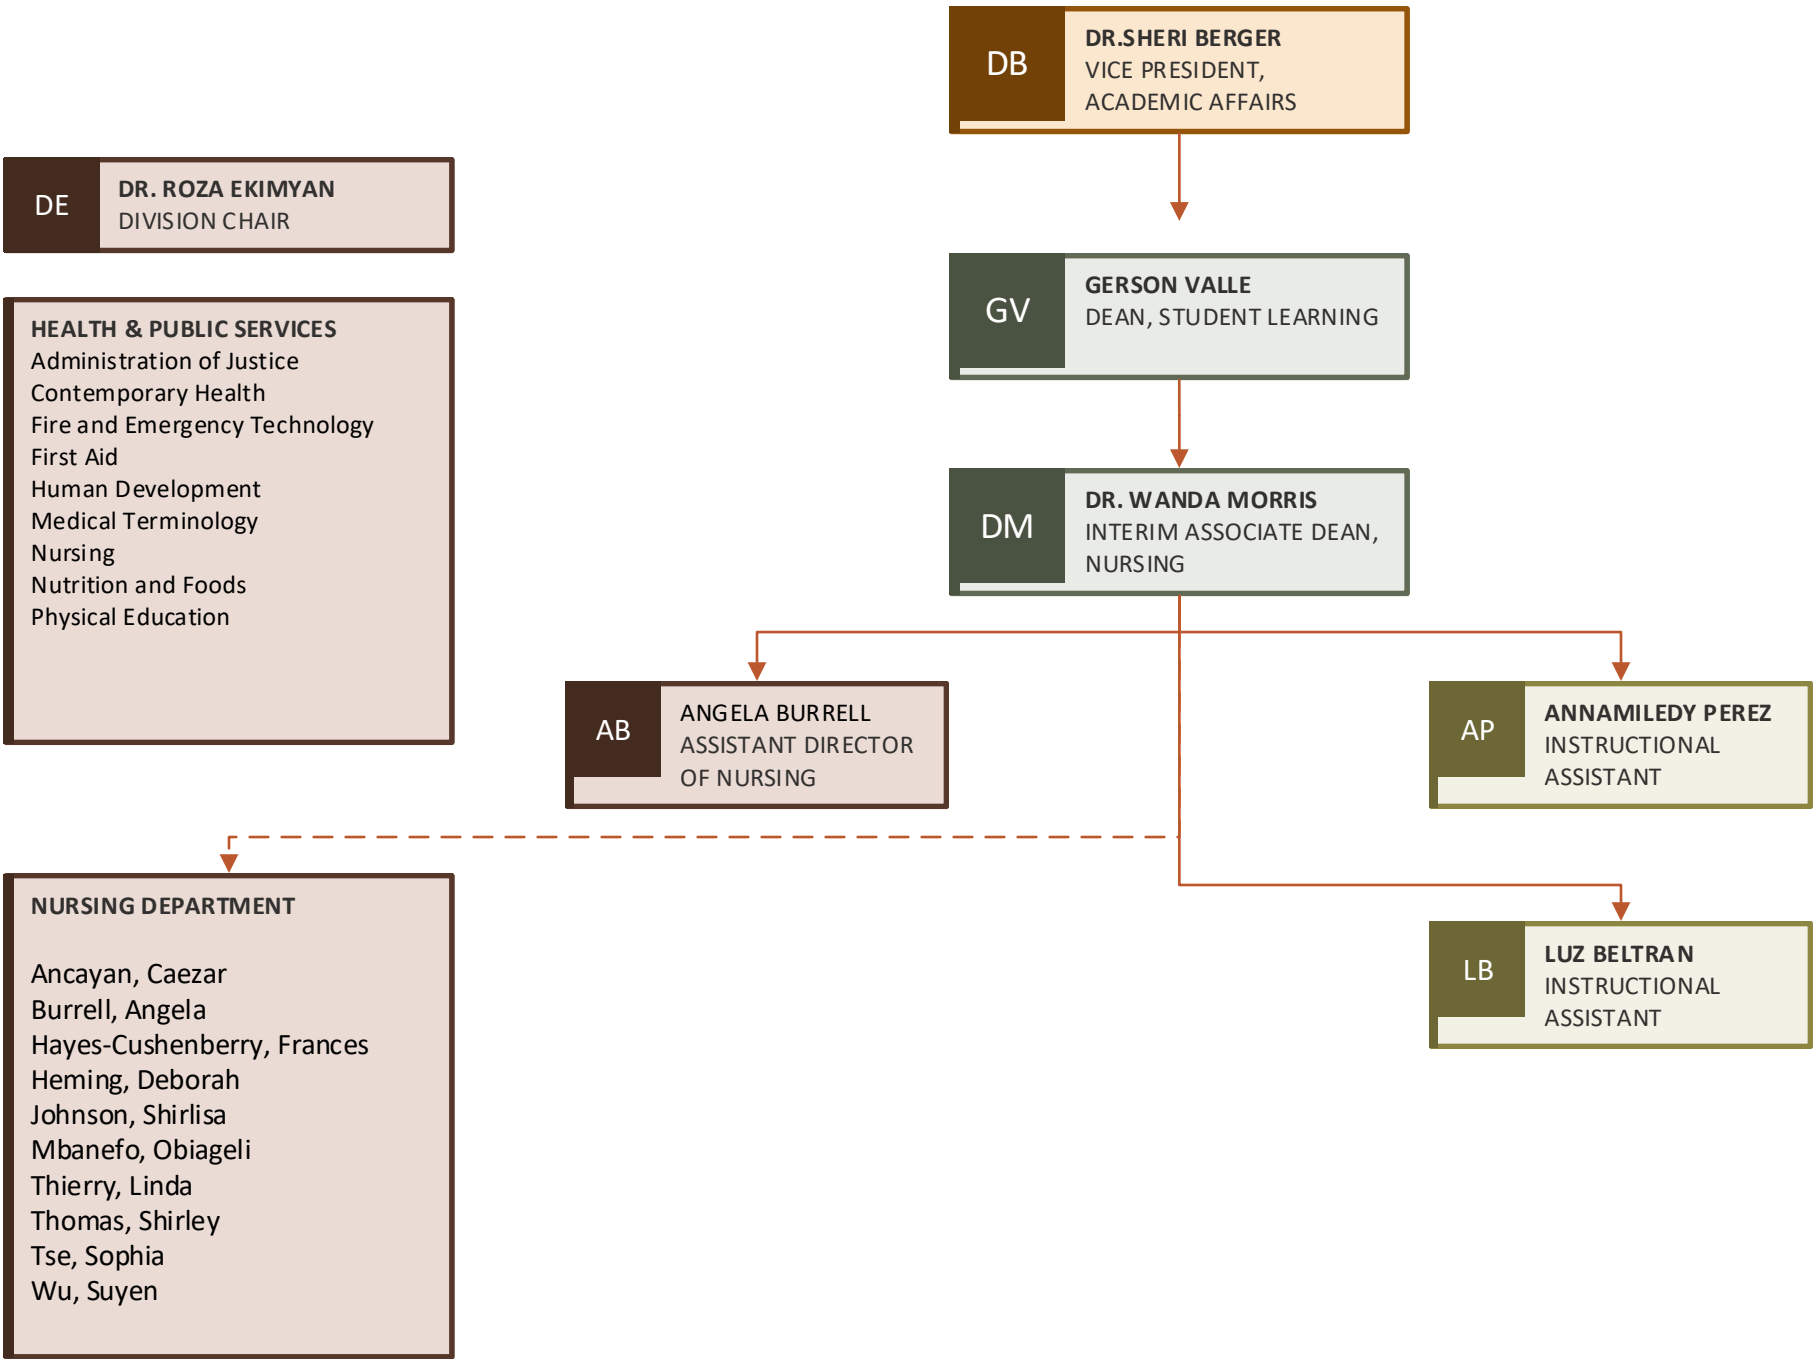 DB
DR.SHERI BERGER
VICE PRESIDENT,
ACADEMIC AFFAIRS
DE
DR. ROZA EKIMYAN
DIVISION CHAIR
GV
GERSON VALLE
DEAN, STUDENT LEARNING
HEALTH & PUBLIC SERVICES
Administration of Justice
Contemporary Health
Fire and Emergency Technology
First Aid
Human Development
Medical Terminology
Nursing
Nutrition and Foods
Physical Education
DM
DR. WANDA MORRIS
INTERIM ASSOCIATE DEAN,
NURSING
AB
ANGELA BURRELL
ASSISTANT DIRECTOR
OF NURSING
AP
ANNAMILEDY PEREZ
INSTRUCTIONAL
ASSISTANT
NURSING DEPARTMENT
Ancayan, Caezar
Burrell, Angela
Hayes-Cushenberry, Frances
Heming, Deborah
Johnson, Shirlisa
Mbanefo, Obiageli
Thierry, Linda
Thomas, Shirley
Tse, Sophia
Wu, Suyen
LB
LUZ BELTRAN
INSTRUCTIONAL
ASSISTANT